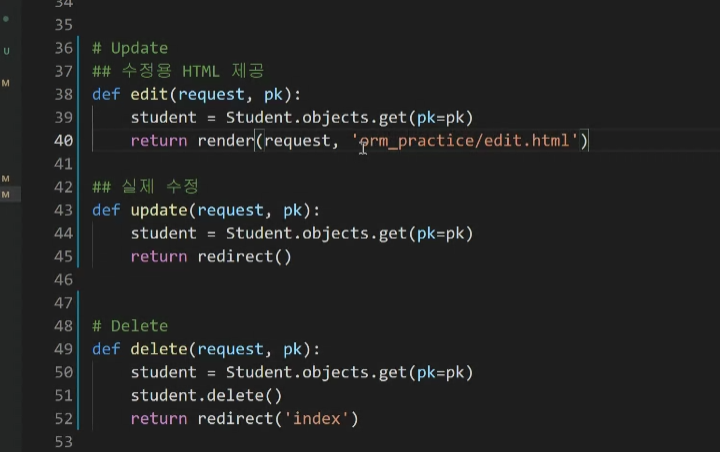 34
35
36 # Update
37 ## 수정용 HTML 제공
38 def edit(request, pk):
39     student = Student.objects.get(pk=pk)
40     return render(request, 'orm_practice/edit.html')
41
42 ## 실제 수정
43 def update(request, pk):
44     student = Student.objects.get(pk=pk)
45     return redirect()
46
47
48 # Delete
49 def delete(request, pk):
50     student = Student.objects.get(pk=pk)
51     student.delete()
52     return redirect('index')
53
U
M
M
M